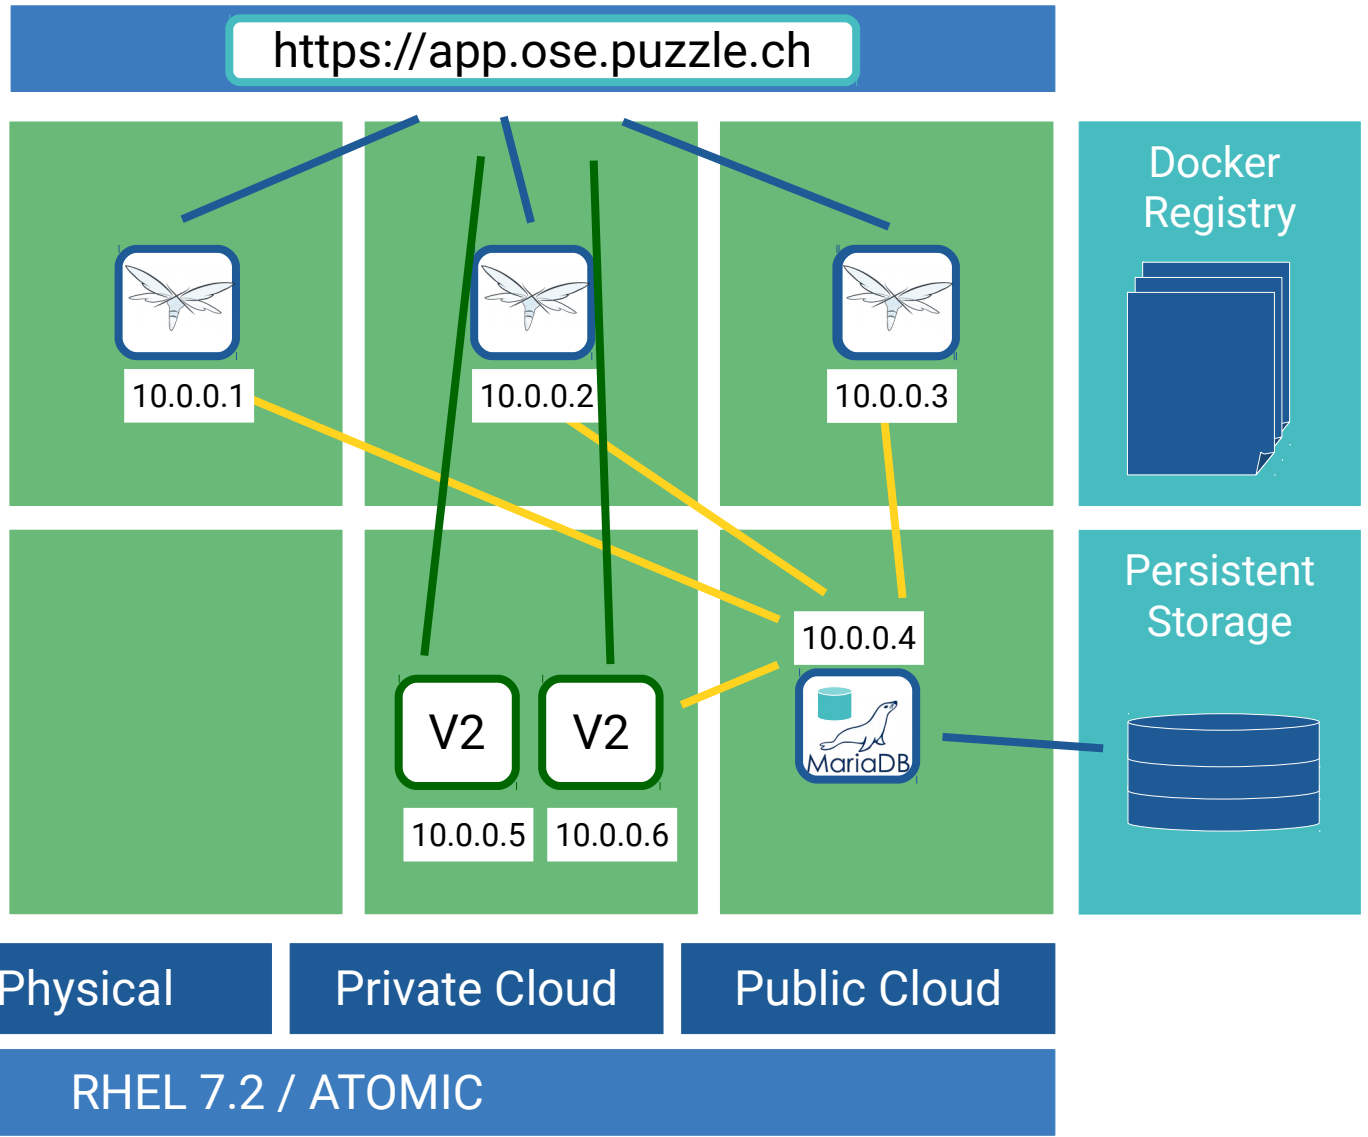 https://app.ose.puzzle.ch
Docker
Registry
10.0.0.1
10.0.0.2
10.0.0.3
Persistent
Storage
10.0.0.4
V2
V2
MariaDB
10.0.0.5
10.0.0.6
Physical
Private Cloud
Public Cloud
RHEL 7.2 / ATOMIC